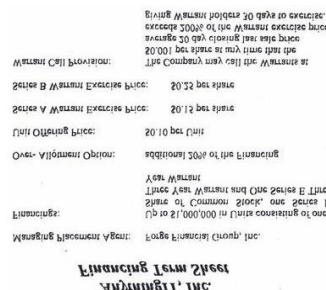 Anything IT, Inc.
Financing Term Sheet
Managing Placement Agent: Forge Financial Group, Inc.
Financings: Up to $1,000,000 in Units consisting of one
Share of Common Stock, one Series
Three Year Warrant and One Series E Thre
Year Warrant
Over- Allotment Option: additional 20% of the Financing
Unit Offering Price: $0.10 per Unit
Series A Warrant Exercise Price: $0.15 per share
Series B Warrant Exercise Price: $0.25 per share
Warrant Call Provision: The Company may call the Warrants at
$0.001 per share at any time that the
average 20 day closing last sale price
exceeds 200% of the Warrant exercise price
giving Warrant holders 30 days to exercise.